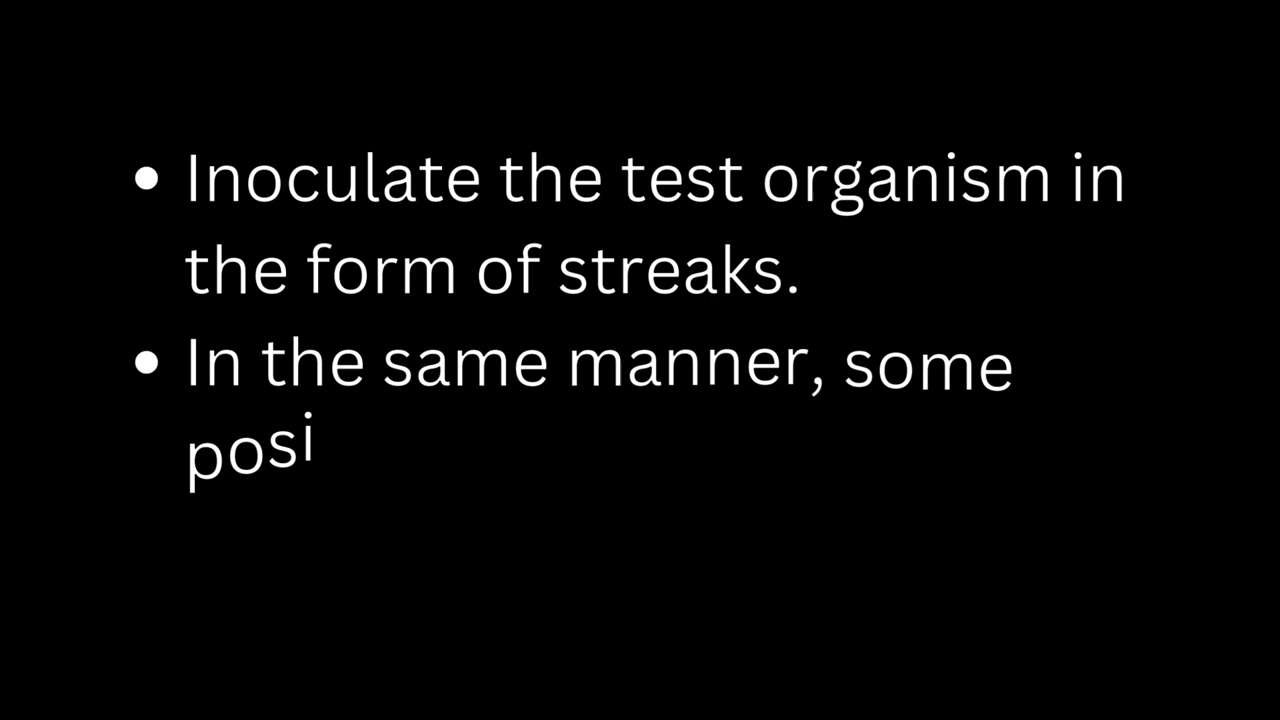 • Inoculate the test organism in
the form of streaks.
• In the same manner, some
posi